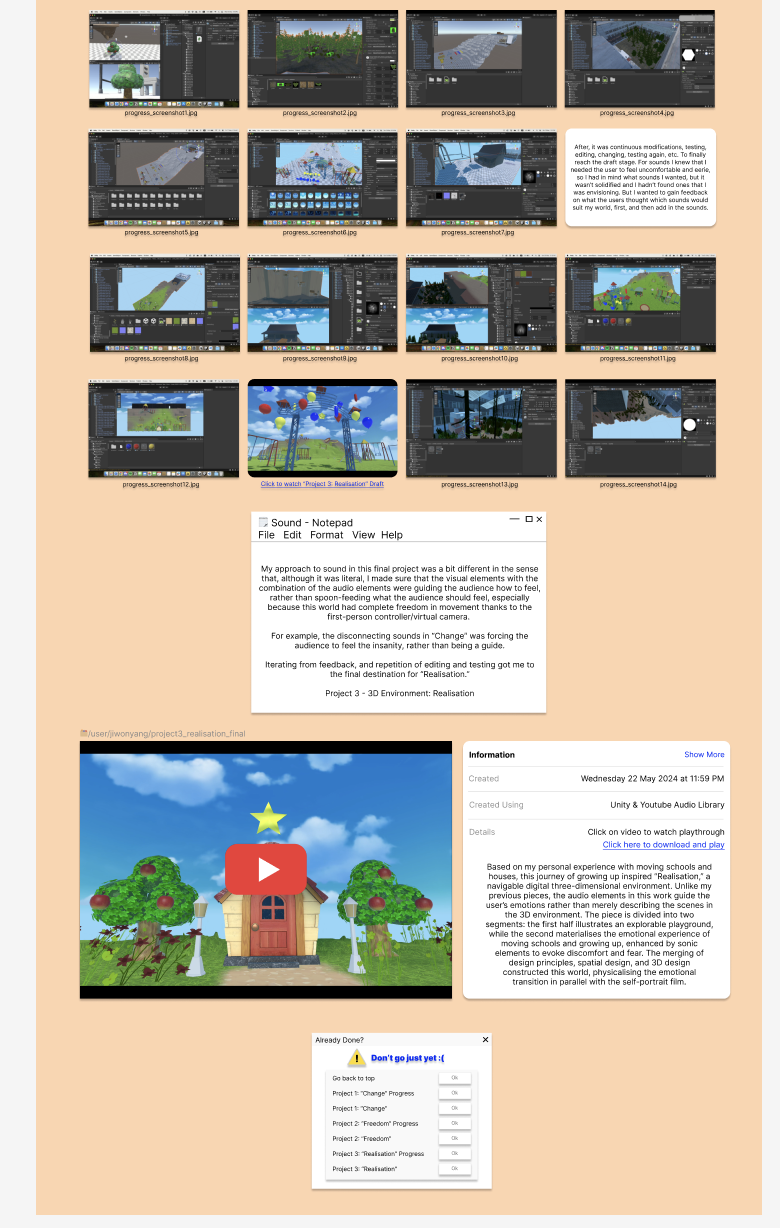 progress_screenshot1.jpg
progress_screenshot2.jpg
progress_screenshot3.jpg
progress_screenshot4.jpg
After, it was continuous modifications, testing,
editing, changing, testing again, etc. To finally
reach the draft stage. For sounds I knew that I
needed the user to feel uncomfortable and eerie,
so I had in mind what sounds I wanted, but it
wasn't solidified and I hadn't found ones that I
was envisioning. But I wanted to gain feedback
on what the users thought which sounds would
suit my world, first, and then add in the sounds.
progress_screenshot5.jpg
progress_screenshot6.jpg
progress_screenshot7.jpg
progress_screenshot8.jpg
progress_screenshot9.jpg
progress_screenshot10.jpg
progress_screenshot11.jpg
progress_screenshot12.jpg
Click to watch "Project 3: Realisation" Draft
progress_screenshot13.jpg
progress_screenshot14.jpg
Sound - Notepad
File Edit Format View Help
My approach to sound in this final project was a bit different in the sense
that, although it was literal, I made sure that the visual elements with the
combination of the audio elements were guiding the audience how to feel,
rather than spoon-feeding what the audience should feel, especially
because this world had complete freedom in movement thanks to the
first-person controller/virtual camera.
For example, the disconnecting sounds in "Change" was forcing the
audience to feel the insanity, rather than being a guide.
Iterating from feedback, and repetition of editing and testing got me to
the final destination for "Realisation."
Project 3 - 3D Environment: Realisation
/user/jiwonyang/project3_realisation_final
Information Show More
Created Wednesday 22 May 2024 at 11:59 PM
Created Using Unity & Youtube Audio Library
Details Click on video to watch playthrough
Click here to download and play
Based on my personal experience with moving schools and
houses, this journey of growing up inspired "Realisation," a
navigable digital three-dimensional environment. Unlike my
previous pieces, the audio elements in this work guide the
user's emotions rather than merely describing the scenes in
the 3D environment. The piece is divided into two
segments: the first half illustrates an explorable playground,
while the second materialises the emotional experience of
moving schools and growing up, enhanced by sonic
elements to evoke discomfort and fear. The merging of
design principles, spatial design, and 3D design
constructed this world, physicalising the emotional
transition in parallel with the self-portrait film.
Already Done?
Don't go just yet :(
Go back to top Ok
Project 1: "Change" Progress Ok
Project 1: "Change" Ok
Project 2: "Freedom" Progress Ok
Project 2: "Freedom" Ok
Project 3: "Realisation" Progress Ok
Project 3: "Realisation" Ok